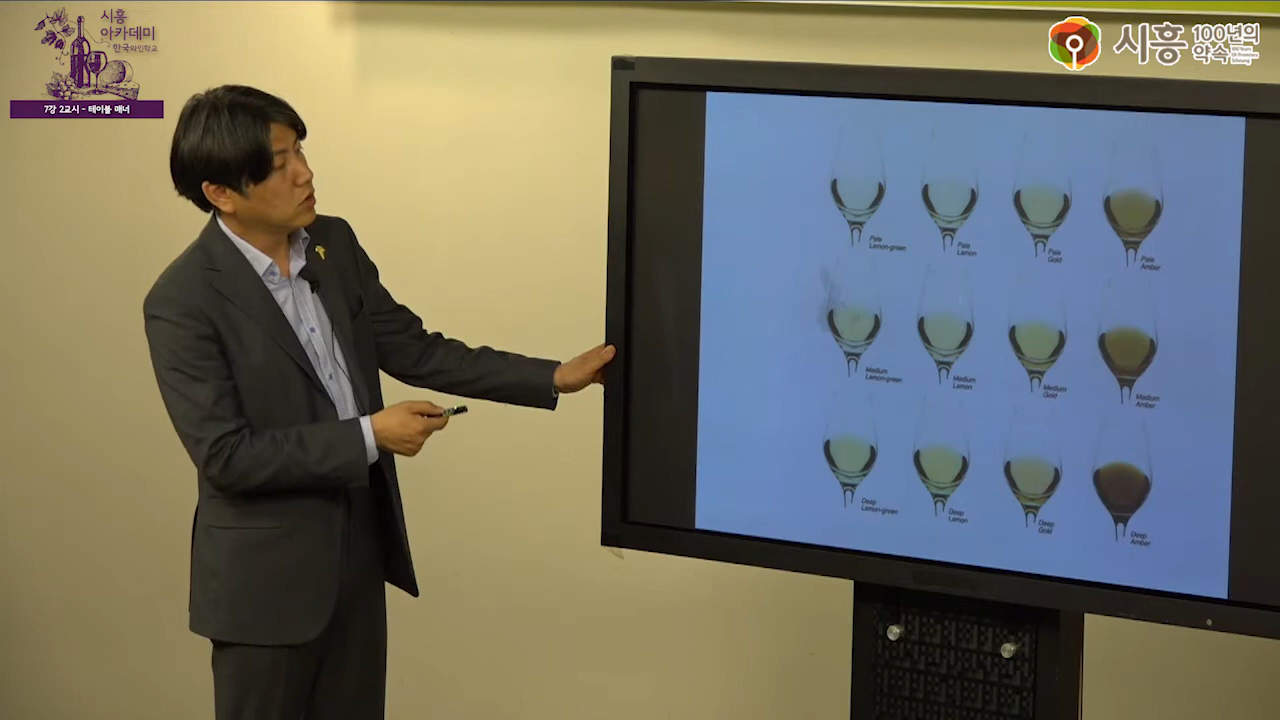 시흥
아카데미
한국와인학교
7강 2교시 - 테이블 매너
시흥 100년의
약속
Pale
Lemon-green
Pale
Lemon
Pale
Gold
Pale
Amber
Medium
Lemon-green
Medium
Lemon
Medium
Gold
Medium
Amber
Deep
Lemon-green
Deep
Lemon
Deep
Gold
Deep
Amber